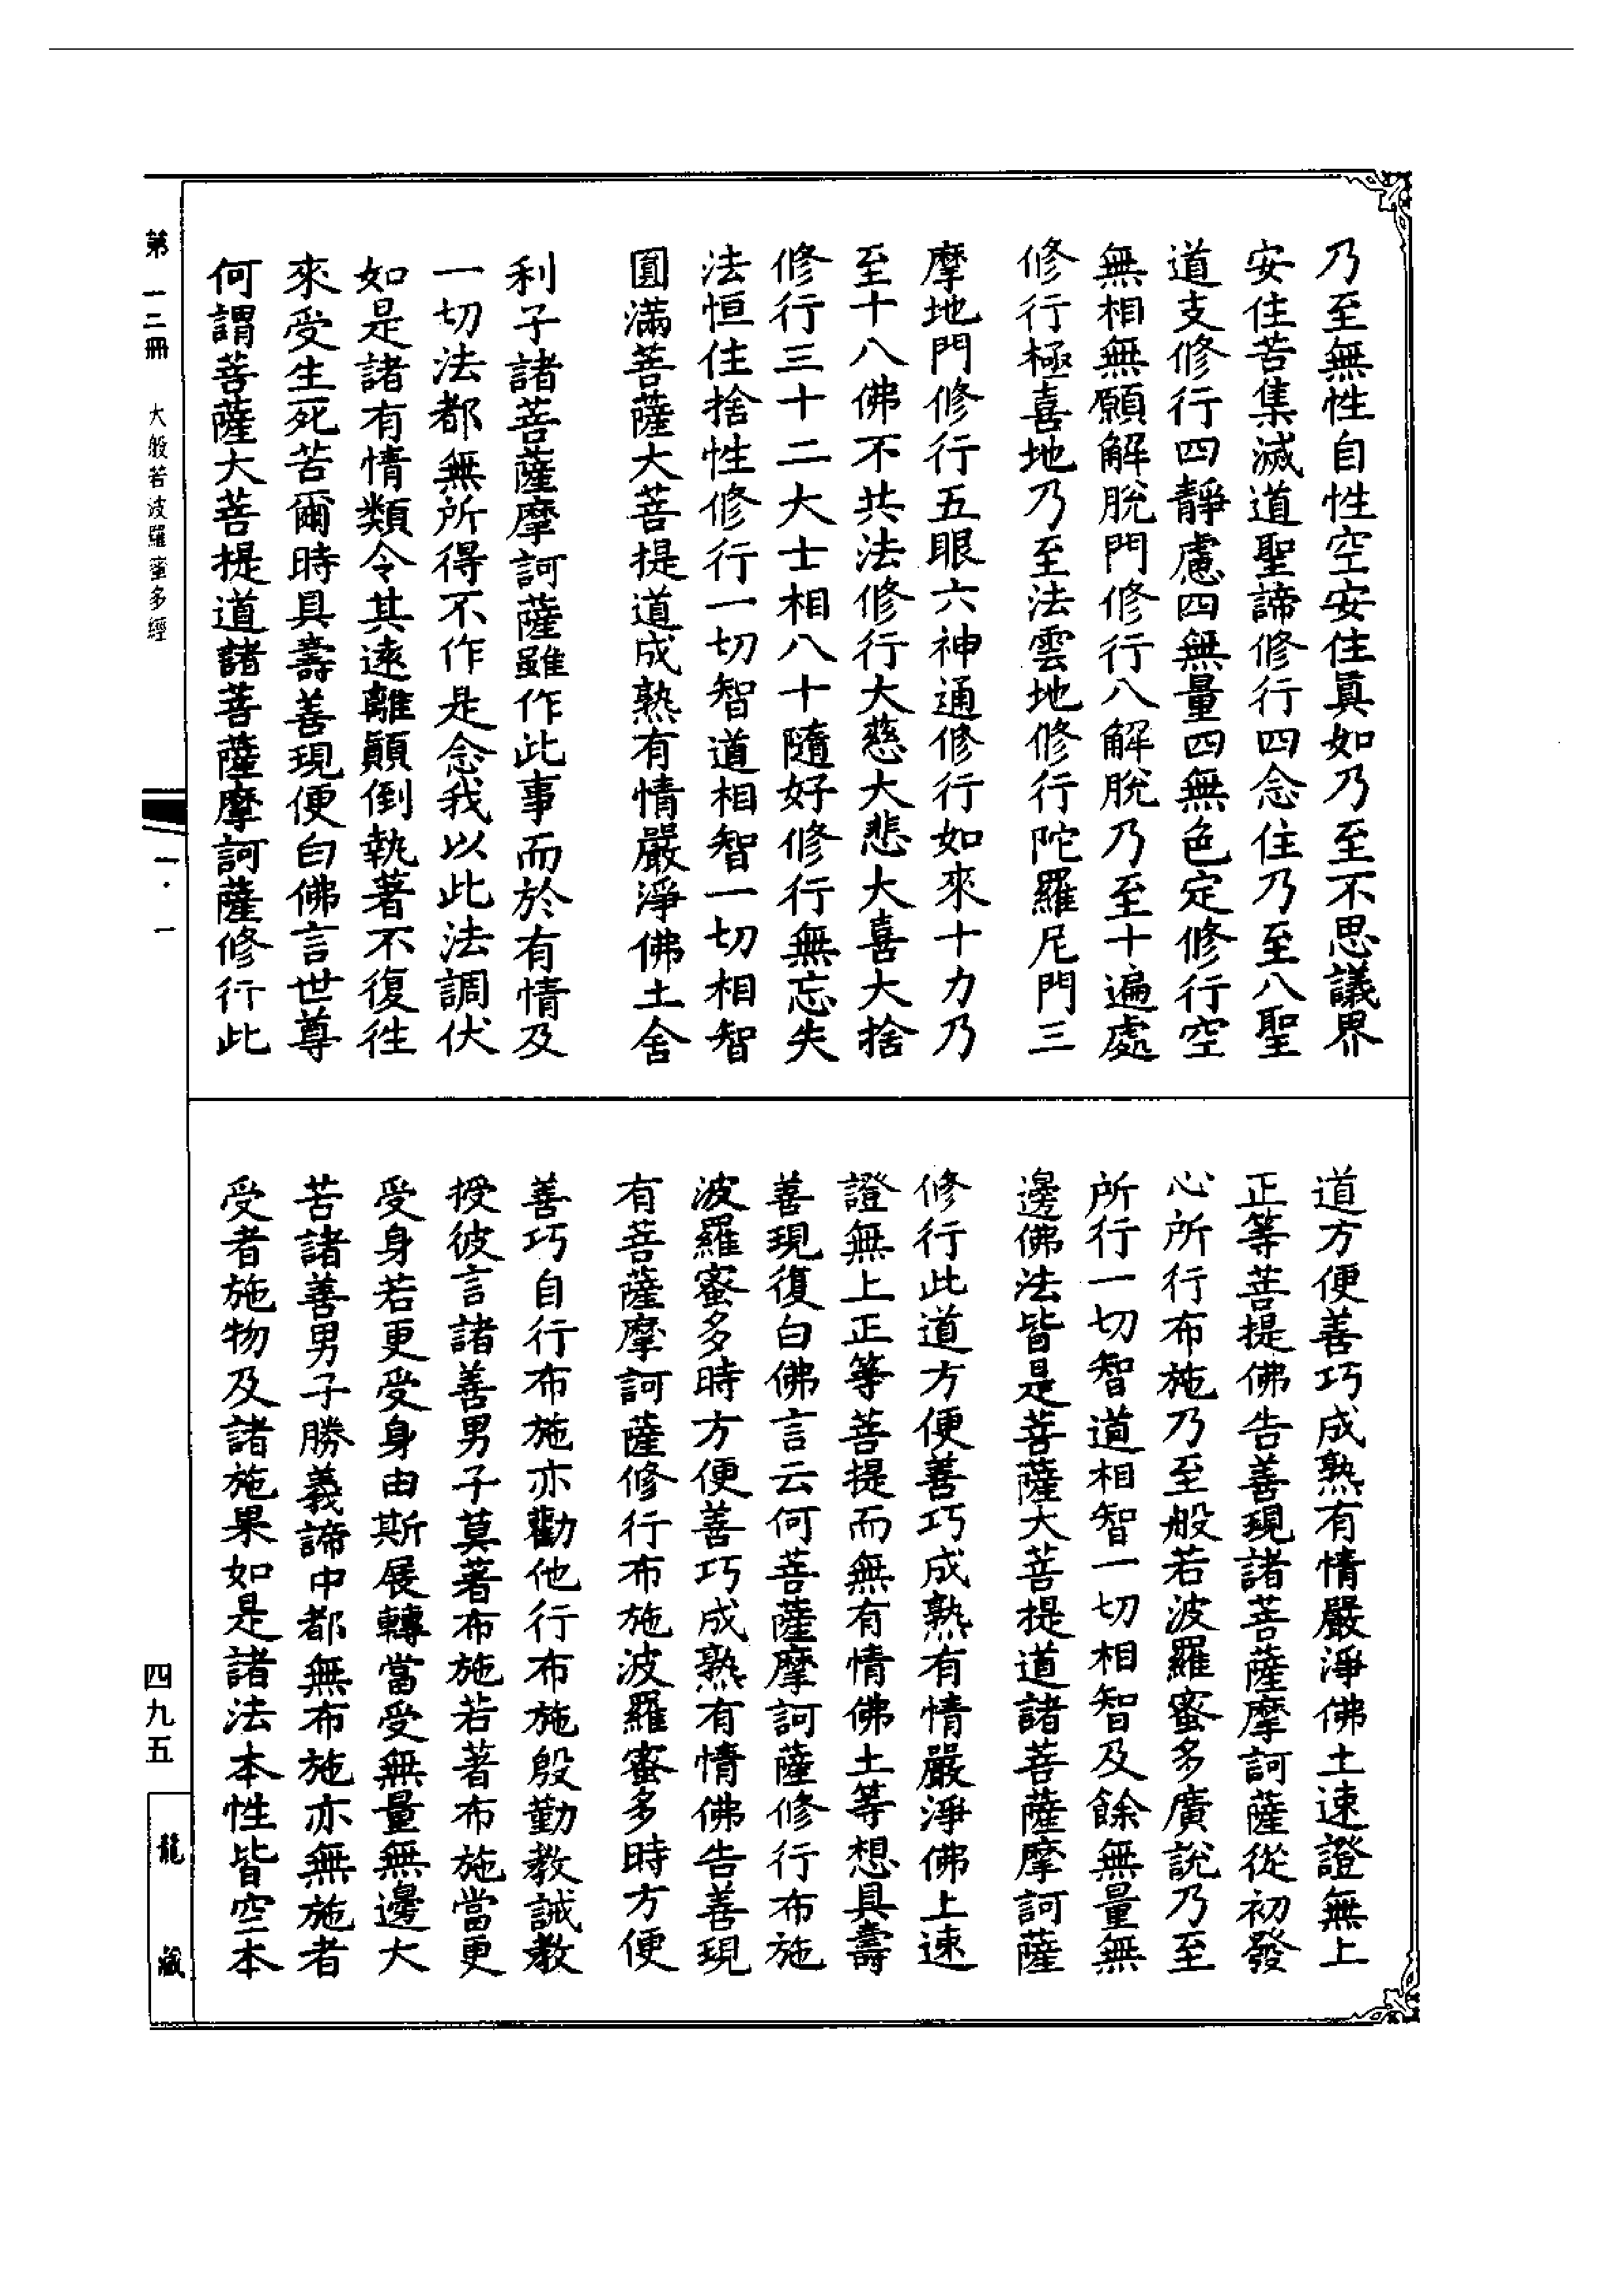 乃至無性自性空安住真如乃至不思議界
安住苦集滅道聖諦修行四念住乃至八聖
道支修行四靜慮四無量四無色定修行空
無相無願解脫門修行八解脫乃至十遍處
修行極喜地乃至法雲地修行陀羅尼門三
摩地門修行五眼六神通修行如來十力乃
至十八佛不共法修行大慈大悲大喜大捨
修行三十二大士相八十隨好修行無忘失
法恒住捨性修行一切智道相智一切相智
圓滿菩薩大菩提道成熟有情嚴淨佛土舍
利子諸菩薩摩訶薩雖作此事而於有情及
一切法都無所得不作是念我以此法調伏
如是諸有情類令其遠離顛倒執著不復往
來受生死苦爾時具壽善現便白佛言世尊
何謂菩薩大菩提道諸菩薩摩訶薩修行此
道方便善巧成熟有情嚴淨佛土速證無上
正等菩提佛告善現諸菩薩摩訶薩從初發
心所行布施乃至般若波羅蜜多廣說乃至
所行一切智道相智一切相智及餘無量無
邊佛法皆是菩薩大菩提道諸菩薩摩訶薩
修行此道方便善巧成熟有情嚴淨佛土速
證無上正等菩提而無有情佛土等想具壽
善現復白佛言云何菩薩摩訶薩修行布施
波羅蜜多時方便善巧成熟有情佛告善現
有菩薩摩訶薩修行布施波羅蜜多時方便
善巧自行布施亦勸他行布施殷勤教誡教
授彼言諸善男子莫著布施若著布施當更
受身若更受身由斯展轉當受無量無邊大
苦諸善男子勝義諦中都無布施亦無施者
受者施物及諸施果如是諸法本性皆空本
第一二冊 大般若波羅蜜多經
一·一
四九五
龍藏